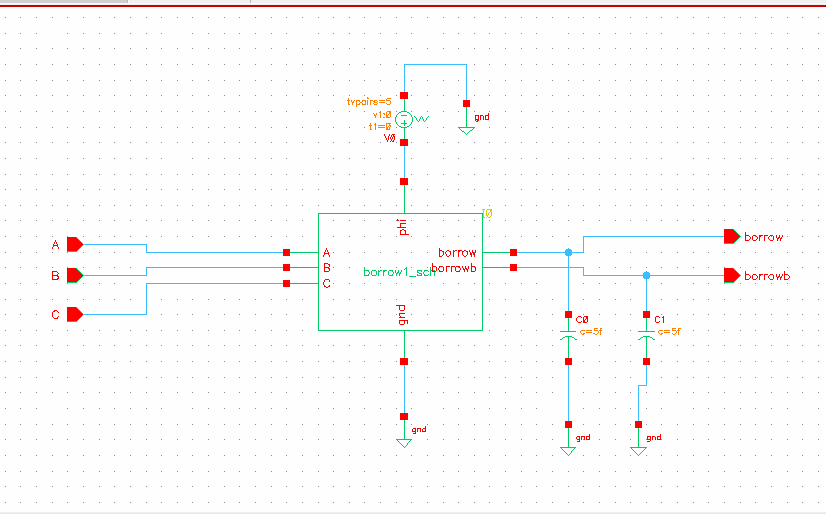 tvpairs=5
v1:0
t1=0
V0
gnd
I0
phi
A
B
C
A
B
C
borrow1_sch
borrow
borrowb
gnd
borrow
borrowb
C0
c=5f
C1
c=5f
gnd
gnd
gnd